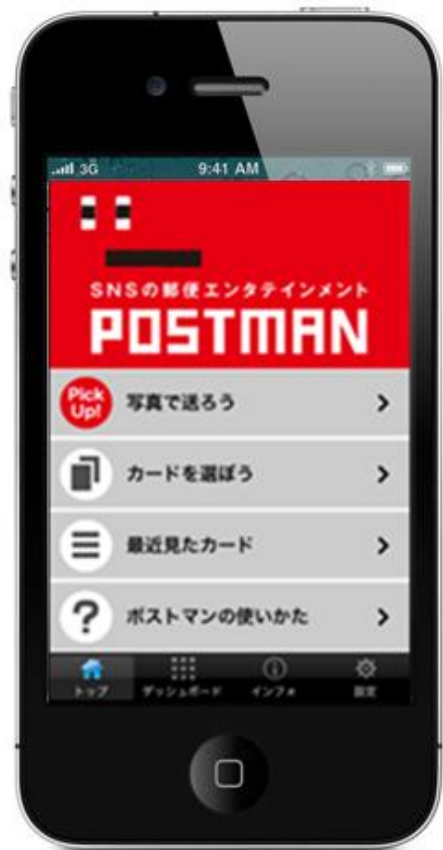 3G 9:41 AM
SNSの郵便エンタテインメント
POSTMAN
Pick Up!
写真で送ろう
カードを選ぼう
最近見たカード
?
ポストマンの使いかた
トップ ダッシュボード インフォ 設定